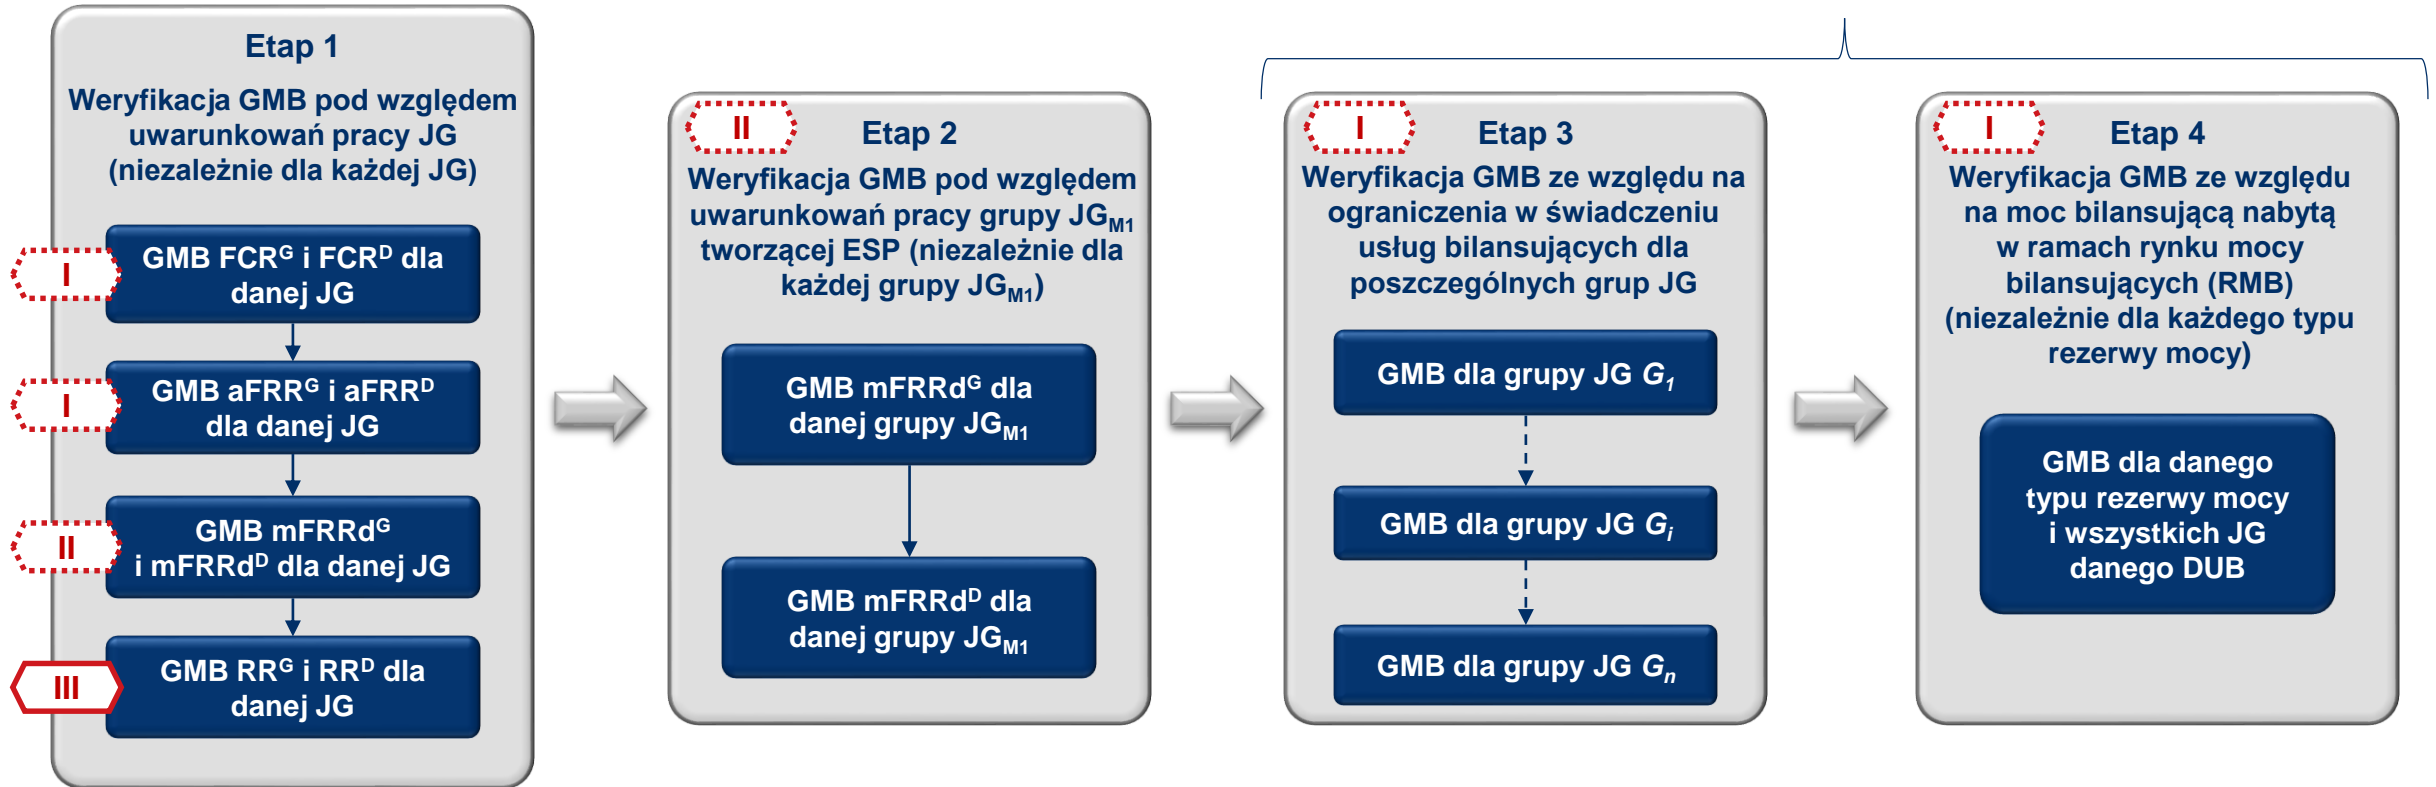 Etap 1
Weryfikacja GMB pod względem
uwarunkowań pracy JG
(niezależnie dla każdej JG)
I
GMB FCRᴳ i FCRᴰ dla
danej JG
I
GMB aFRRᴳ i aFRRᴰ
dla danej JG
II
GMB mFRRdᴳ
i mFRRdᴰ dla danej JG
III
GMB RRᴳ i RRᴰ dla
danej JG
II
Etap 2
Weryfikacja GMB pod względem
uwarunkowań pracy grupy JG_M1
tworzącej ESP (niezależnie dla
każdej grupy JG_M1)
GMB mFRRdᴳ dla
danej grupy JG_M1
GMB mFRRdᴰ dla
danej grupy JG_M1
I
Etap 3
Weryfikacja GMB ze względu na
ograniczenia w świadczeniu
usług bilansujących dla
poszczególnych grup JG
GMB dla grupy JG G₁
GMB dla grupy JG Gᵢ
GMB dla grupy JG Gₙ
I
Etap 4
Weryfikacja GMB ze względu
na moc bilansującą nabytą
w ramach rynku mocy
bilansujących (RMB)
(niezależnie dla każdego typu
rezerwy mocy)
GMB dla danego
typu rezerwy mocy
i wszystkich JG
danego DUB